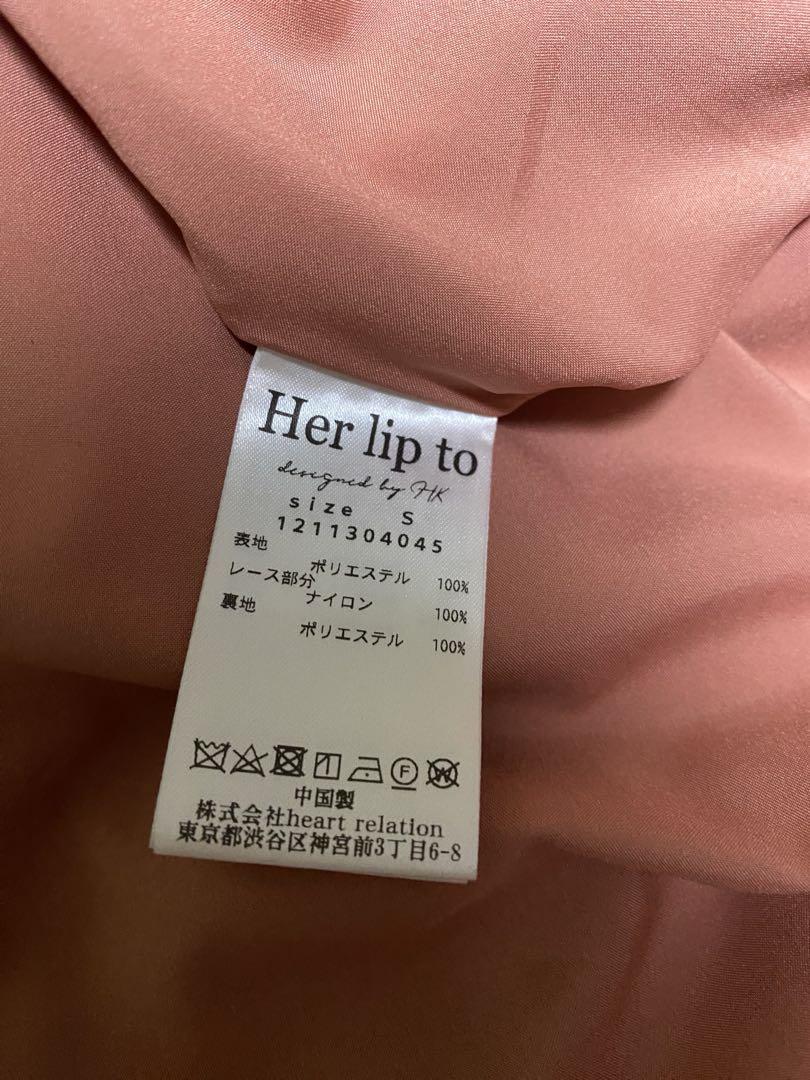 Her lip to
designed by HK
size S
1211304045
表地
ポリエステル 100%
レース部分
ナイロン 100%
裏地
ポリエステル 100%
F W
中国製
株式会社heart relation
東京都渋谷区神宮前3丁目6-8